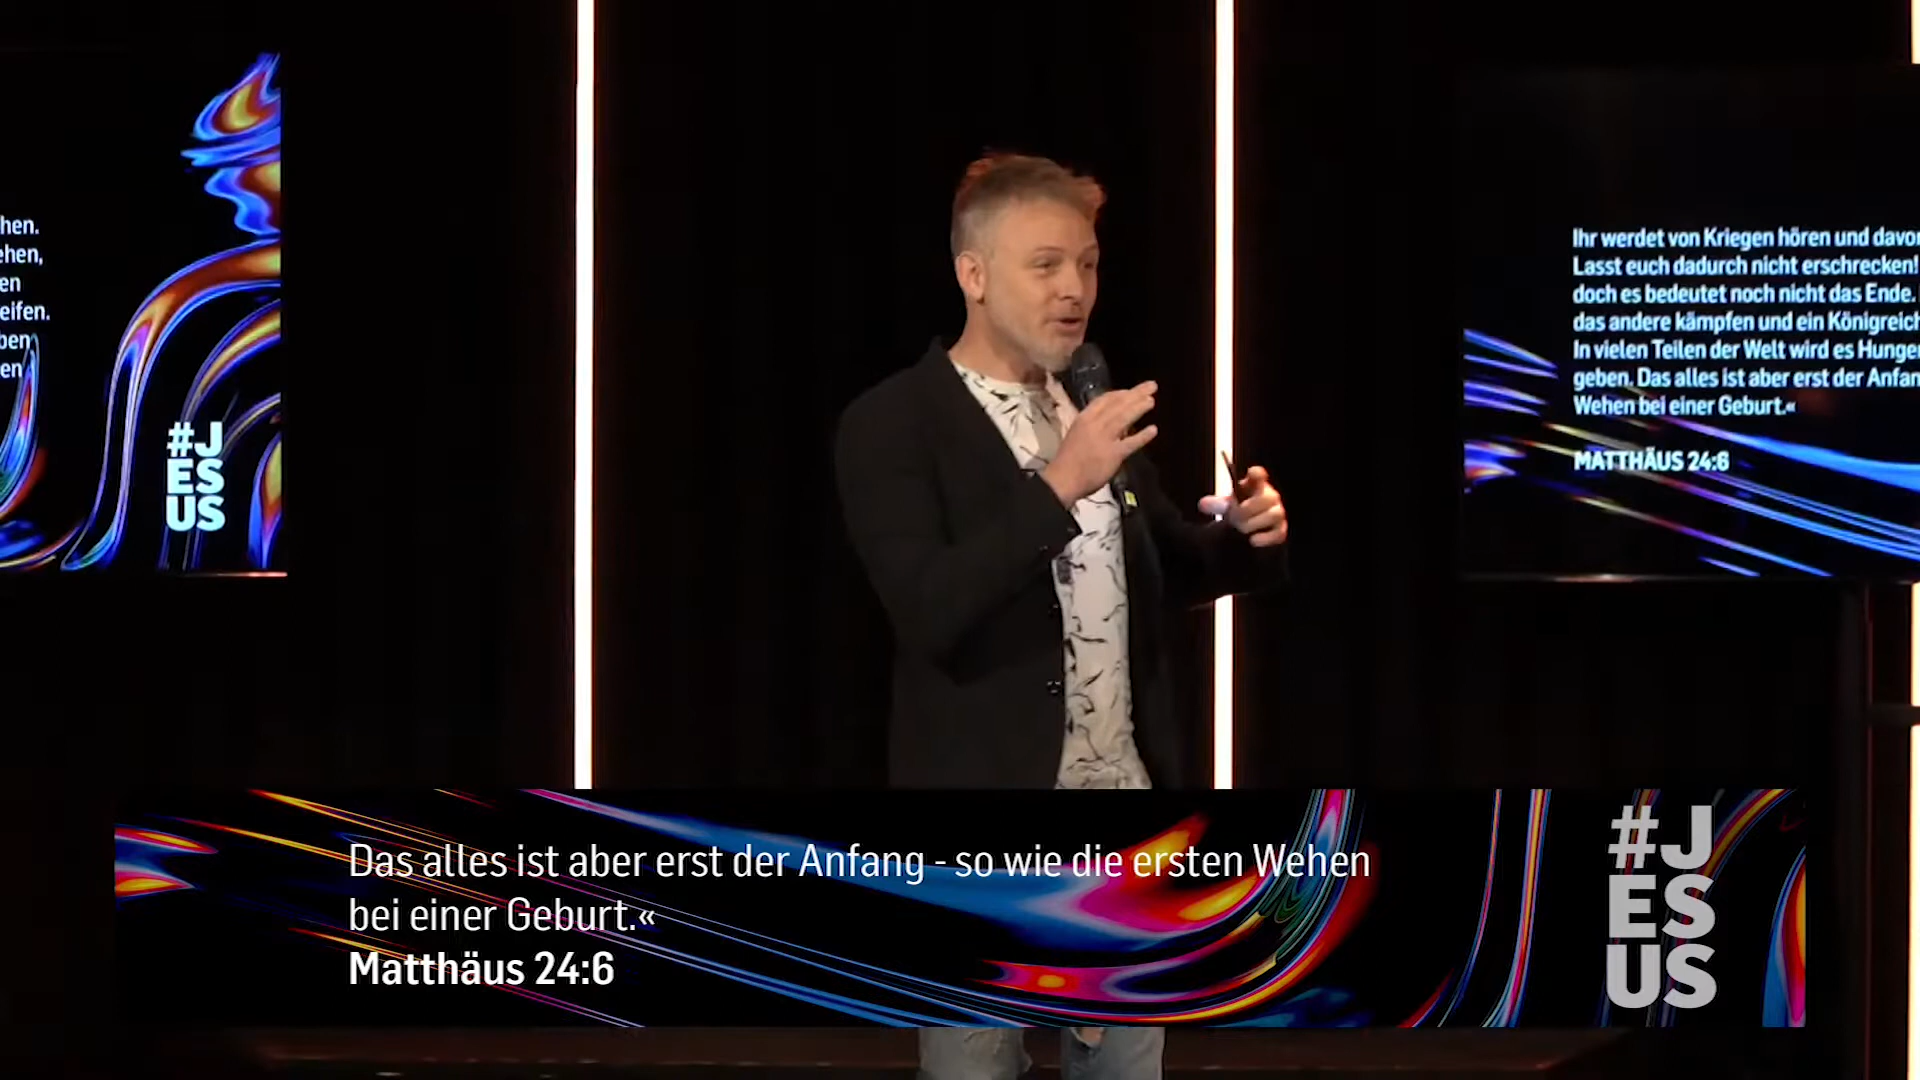 hen.
ehen,
en
eifen.
ben
en
#J
ES
US
Ihr werdet von Kriegen hören und davon
Lasst euch dadurch nicht erschrecken!
doch es bedeutet noch nicht das Ende.
das andere kämpfen und ein Königreich
In vielen Teilen der Welt wird es Hunger
geben. Das alles ist aber erst der Anfan
Wehen bei einer Geburt.«
MATTHÄUS 24:6
Das alles ist aber erst der Anfang - so wie die ersten Wehen
bei einer Geburt.«
Matthäus 24:6
#J
ES
US